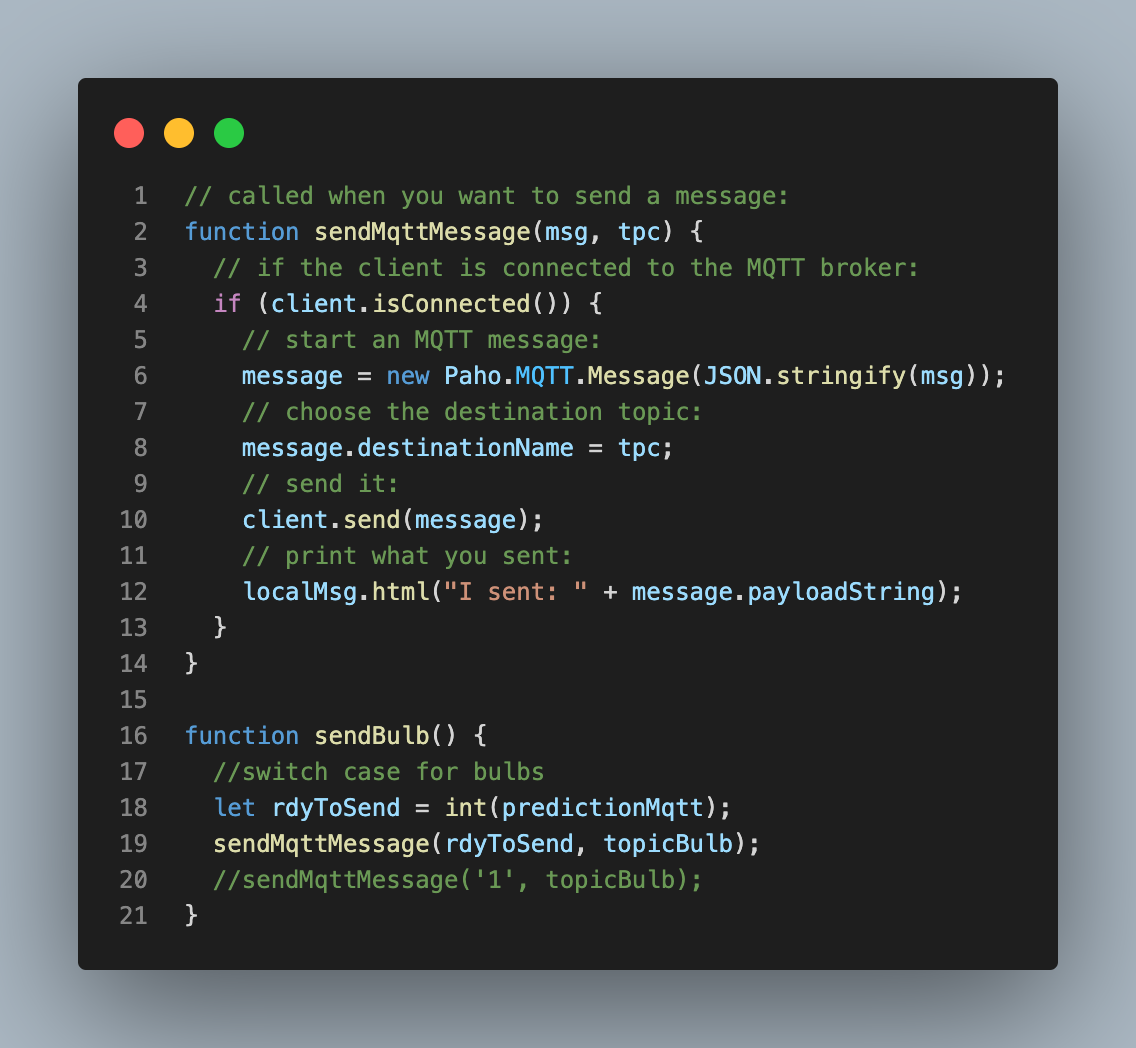 1 // called when you want to send a message:
2 function sendMqttMessage(msg, tpc) {
3   // if the client is connected to the MQTT broker:
4   if (client.isConnected()) {
5     // start an MQTT message:
6     message = new Paho.MQTT.Message(JSON.stringify(msg));
7     // choose the destination topic:
8     message.destinationName = tpc;
9     // send it:
10     client.send(message);
11     // print what you sent:
12     localMsg.html("I sent: " + message.payloadString);
13   }
14 }
15
16 function sendBulb() {
17   //switch case for bulbs
18   let rdyToSend = int(predictionMqtt);
19   sendMqttMessage(rdyToSend, topicBulb);
20   //sendMqttMessage('1', topicBulb);
21 }